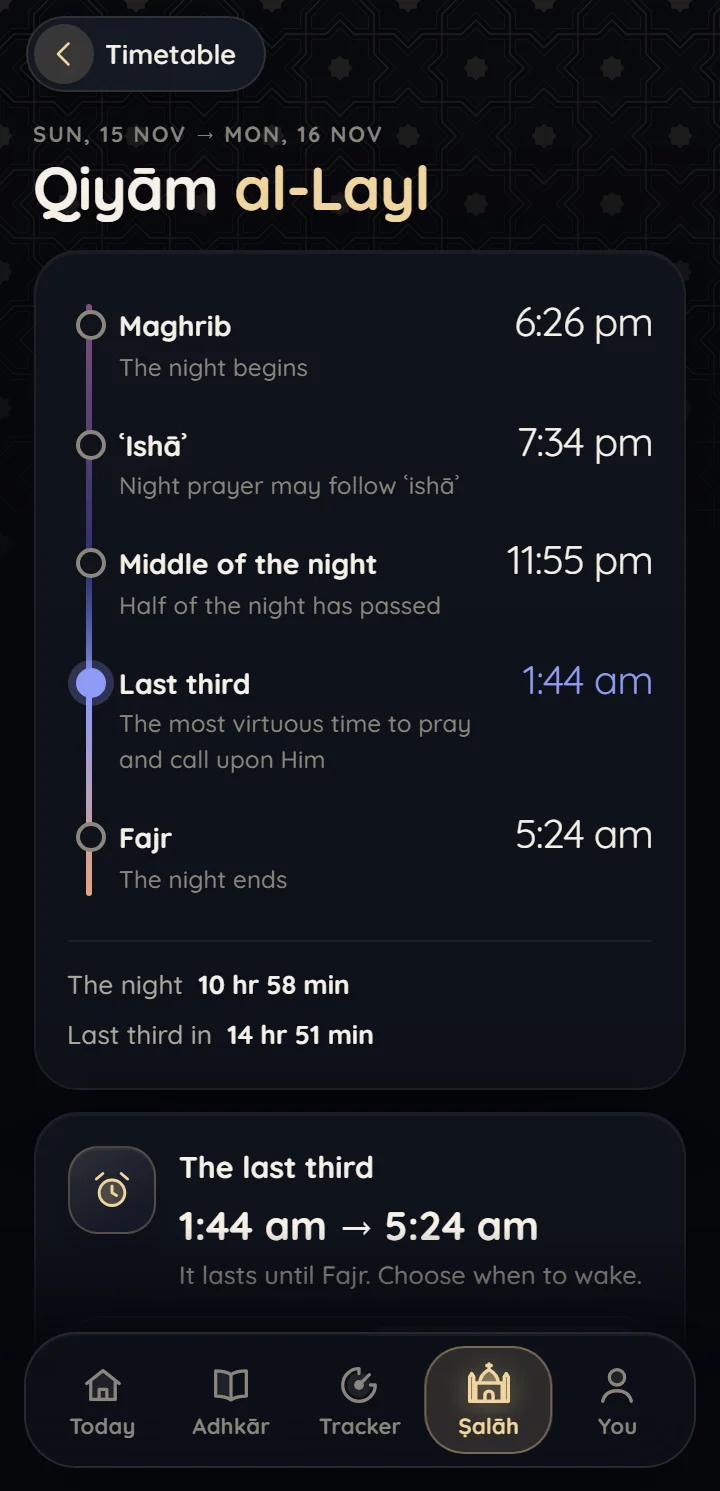 Timetable
SUN, 15 NOV → MON, 16 NOV
Qiyām al-Layl
Maghrib 6:26 pm
The night begins
ʿIshāʾ 7:34 pm
Night prayer may follow ʿishāʾ
Middle of the night 11:55 pm
Half of the night has passed
Last third 1:44 am
The most virtuous time to pray
and call upon Him
Fajr 5:24 am
The night ends
The night 10 hr 58 min
Last third in 14 hr 51 min
The last third
1:44 am → 5:24 am
It lasts until Fajr. Choose when to wake.
Today Adhkār Tracker Ṣalāh You